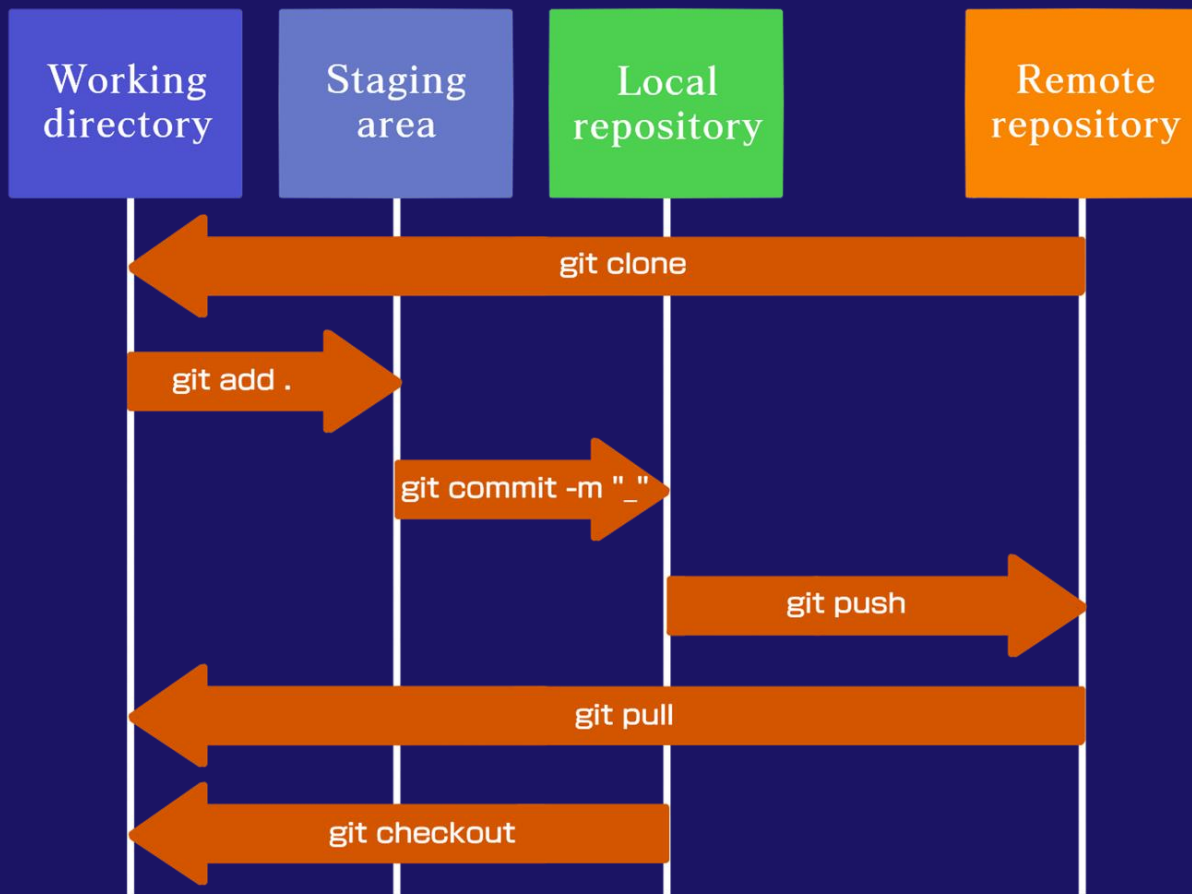 Working
directory
Staging
area
Local
repository
Remote
repository
git clone
git add .
git commit -m "_"
git push
git pull
git checkout